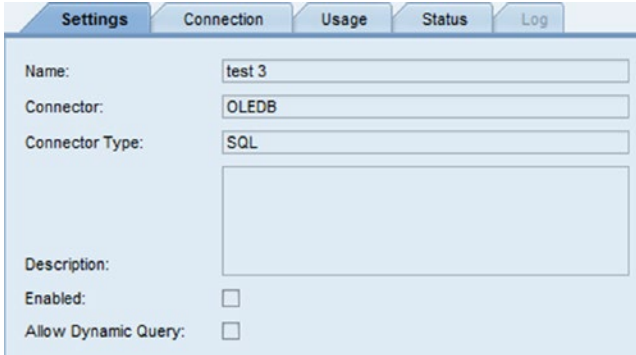 Settings Connection Usage Status Log
Name: test 3
Connector: OLEDB
Connector Type: SQL
Description:
Enabled:
Allow Dynamic Query: